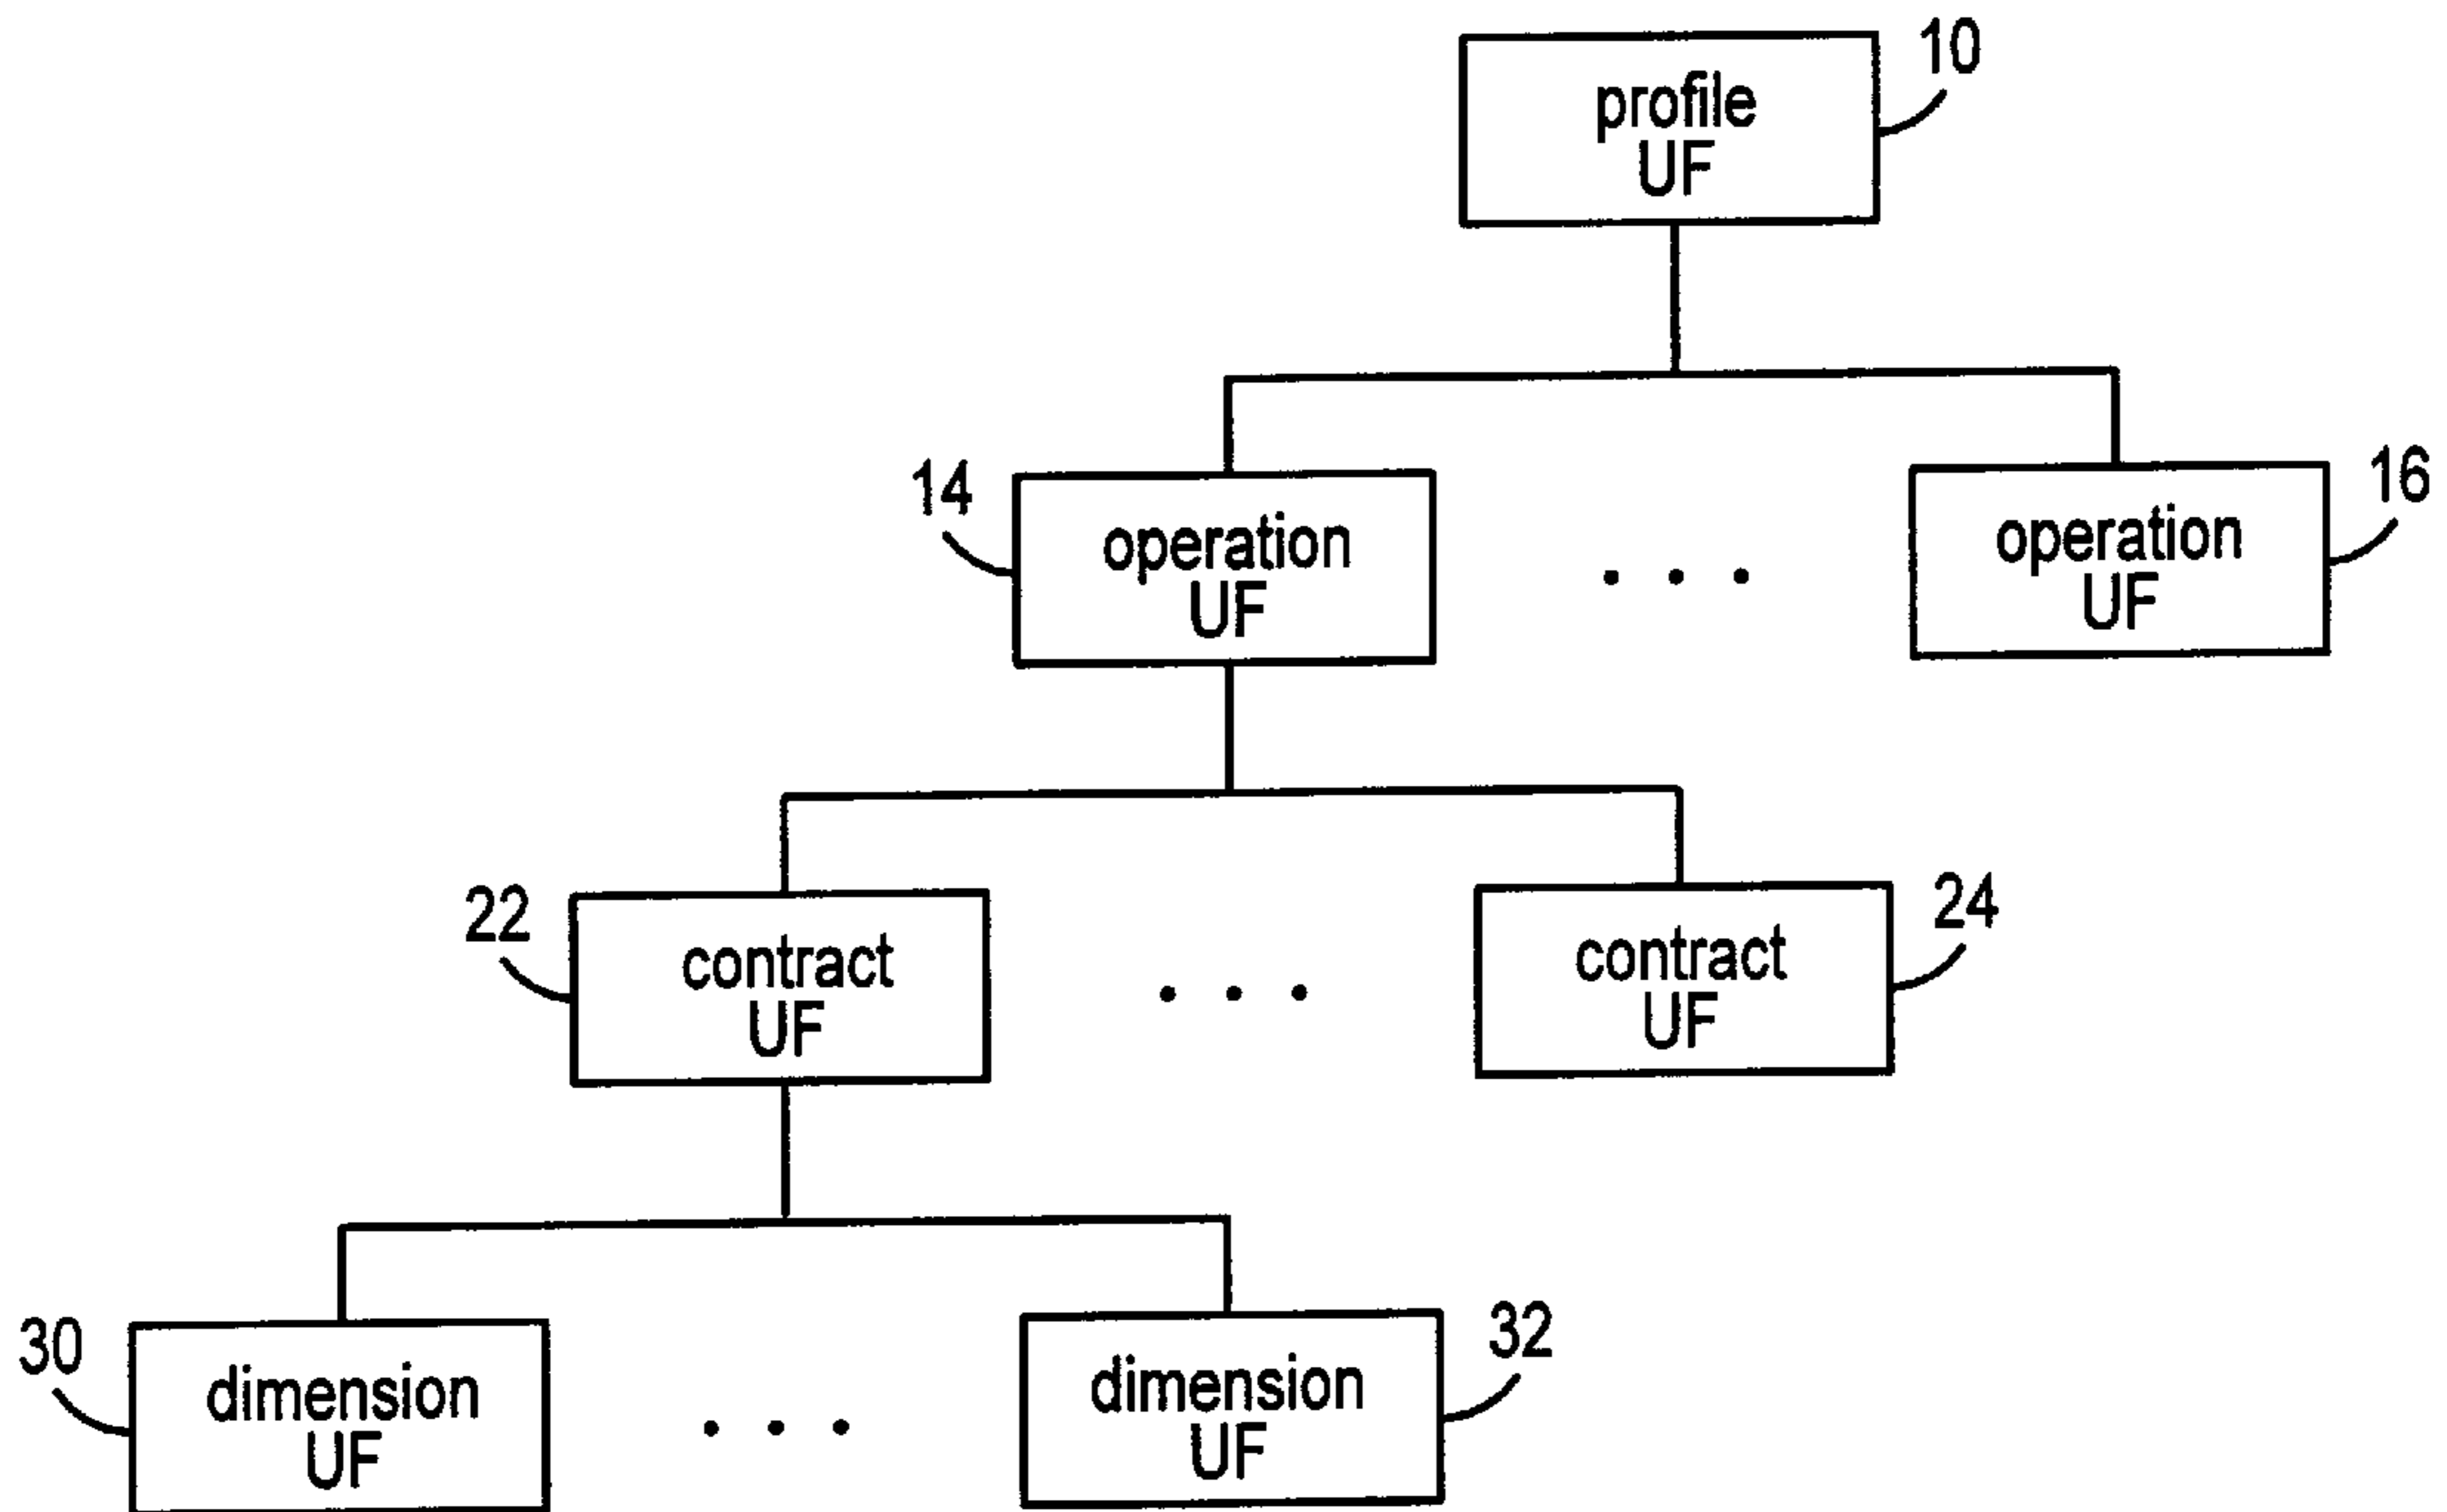 10
profile
UF
14
operation
UF
. . .
16
operation
UF
22
contract
UF
. . .
24
contract
UF
30
dimension
UF
. . .
32
dimension
UF